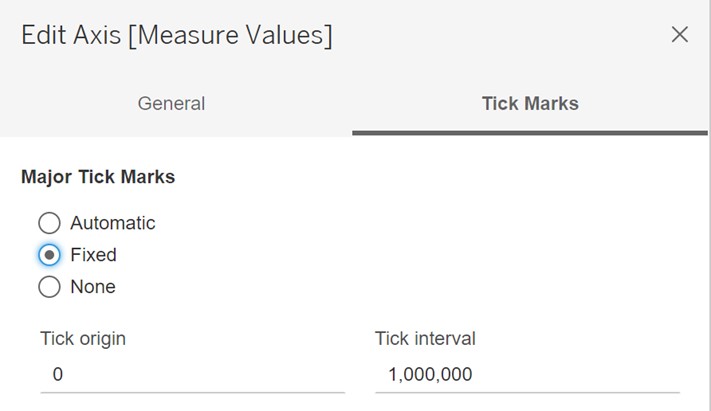 Edit Axis [Measure Values]
General Tick Marks
Major Tick Marks
Automatic
Fixed
None
Tick origin Tick interval
0 1,000,000